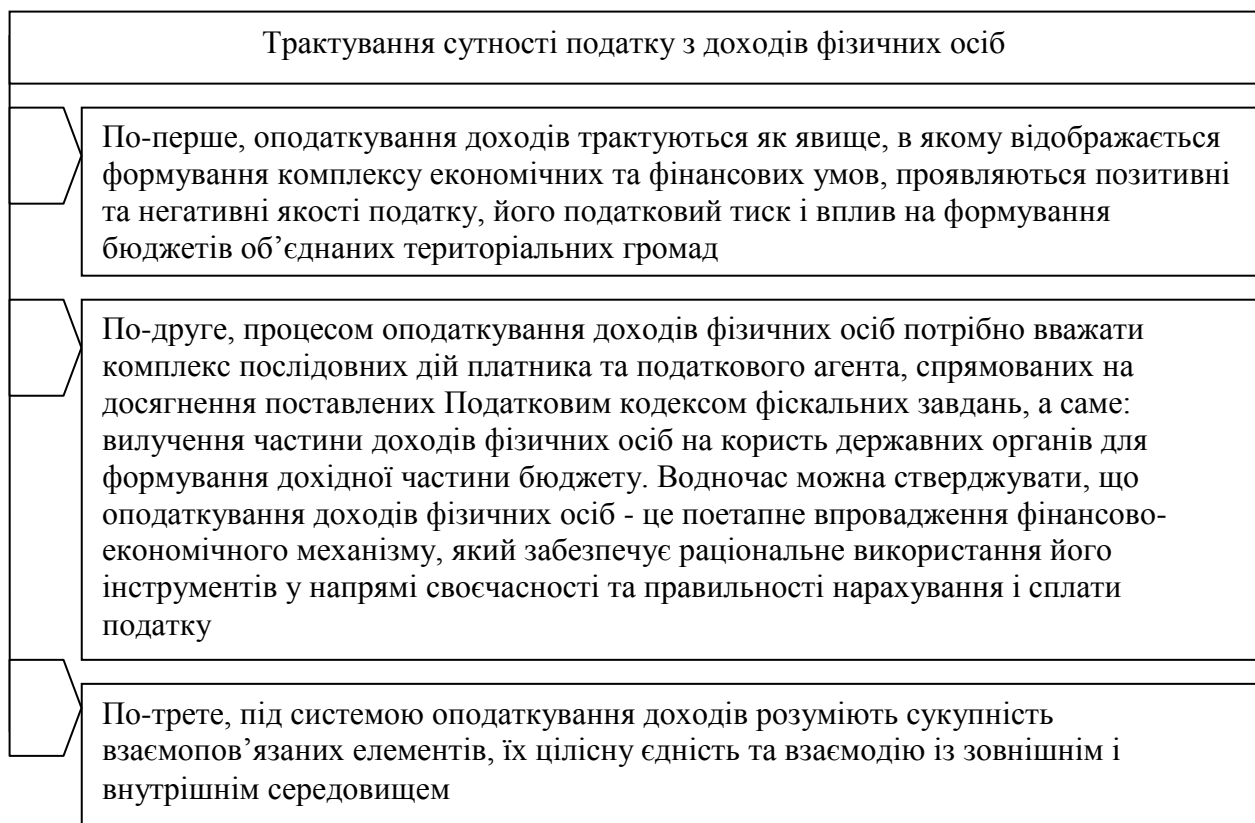 Трактування сутності податку з доходів фізичних осіб
По-перше, оподаткування доходів трактуються як явище, в якому відображається
формування комплексу економічних та фінансових умов, проявляються позитивні
та негативні якості податку, його податковий тиск і вплив на формування
бюджетів об’єднаних територіальних громад
По-друге, процесом оподаткування доходів фізичних осіб потрібно вважати
комплекс послідовних дій платника та податкового агента, спрямованих на
досягнення поставлених Податковим кодексом фіскальних завдань, а саме:
вилучення частини доходів фізичних осіб на користь державних органів для
формування дохідної частини бюджету. Водночас можна стверджувати, що
оподаткування доходів фізичних осіб - це поетапне впровадження фінансово-
економічного механізму, який забезпечує раціональне використання його
інструментів у напрямі своєчасності та правильності нарахування і сплати
податку
По-третє, під системою оподаткування доходів розуміють сукупність
взаємопов’язаних елементів, їх цілісну єдність та взаємодію із зовнішнім і
внутрішнім середовищем